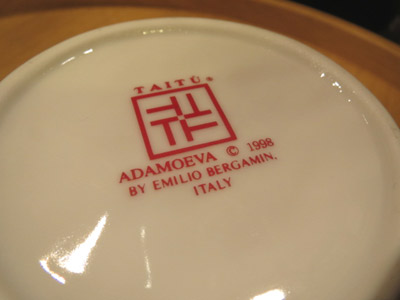 TAITÙ®
ADAMOEVA © 1998
BY EMILIO BERGAMIN.
ITALY